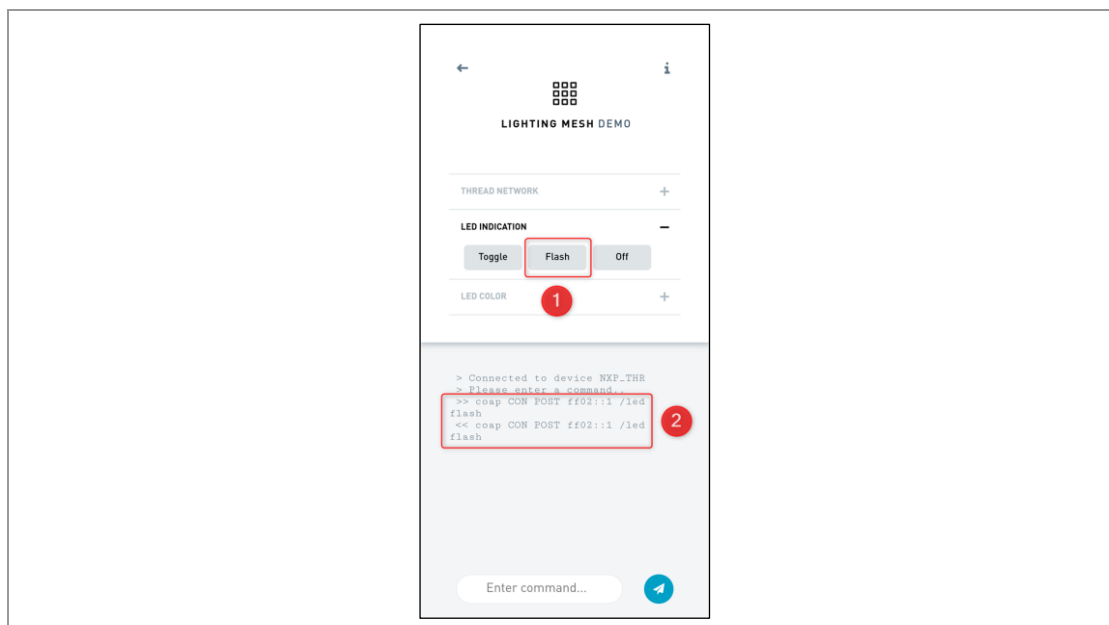 ← i
LIGHTING MESH DEMO
THREAD NETWORK +
LED INDICATION –
Toggle Flash Off
LED COLOR 1 +
> Connected to device NXP_THR
> Please enter a command..
>> coap CON POST ff02::1 /led
flash
<< coap CON POST ff02::1 /led
flash
2
Enter command...